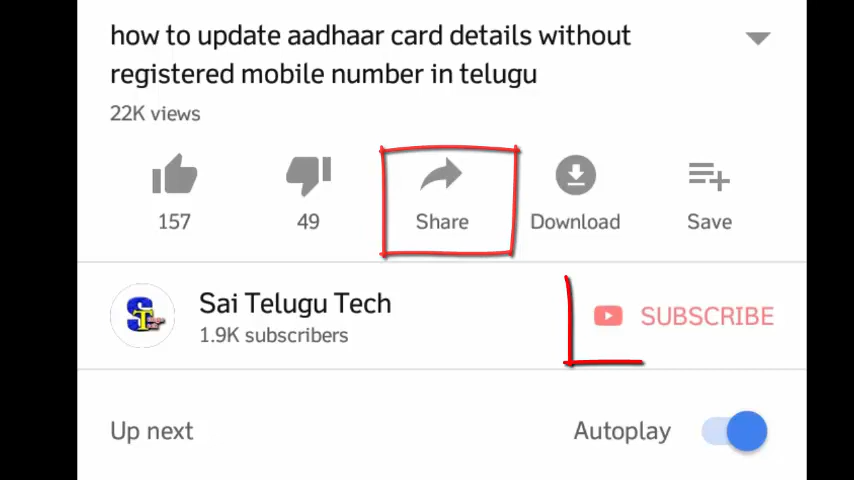 how to update aadhaar card details without
registered mobile number in telugu
22K views
157 49 Share Download Save
Sai Telugu Tech
1.9K subscribers
SUBSCRIBE
Up next Autoplay